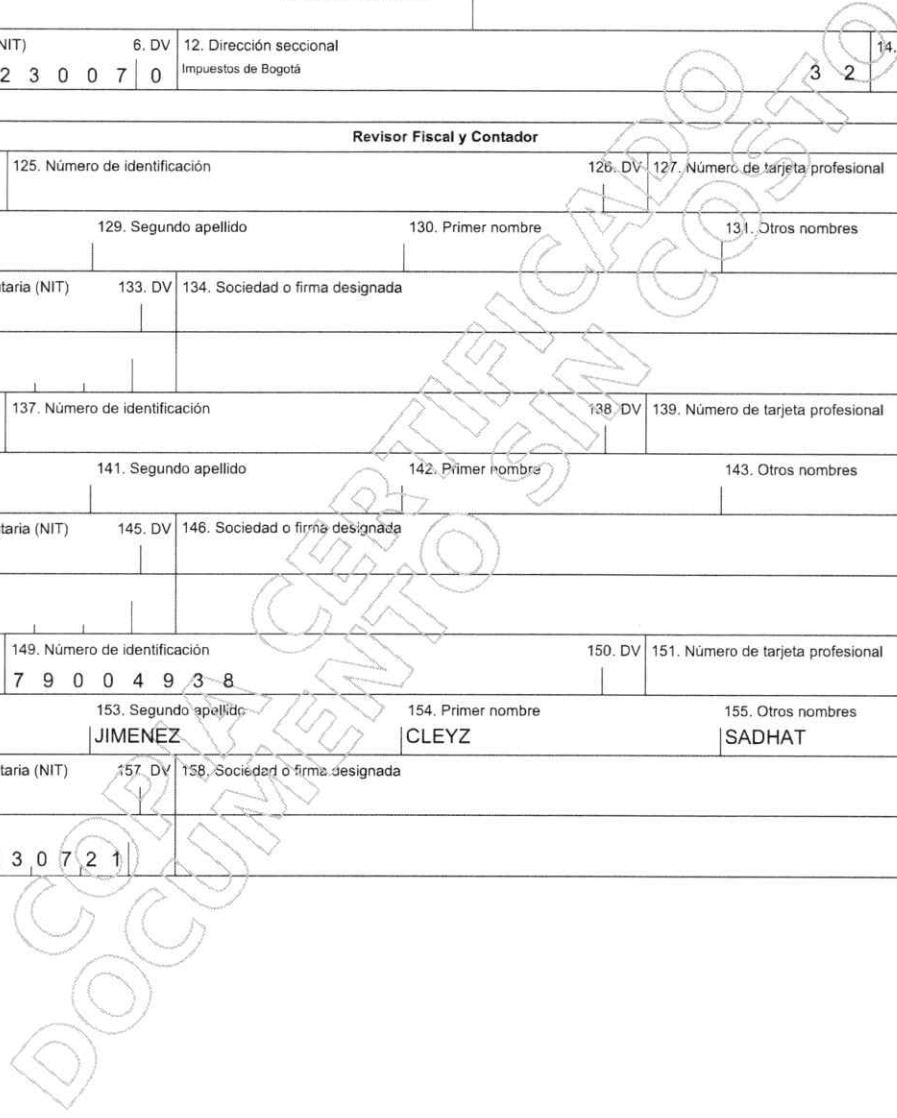 NIT) 6. DV 12. Dirección seccional 14.
2 3 0 0 7 0 Impuestos de Bogotá 3 2
Revisor Fiscal y Contador
125. Número de identificación 126. DV 127. Número de tarjeta profesional
129. Segundo apellido 130. Primer nombre 131. Otros nombres
taria (NIT) 133. DV 134. Sociedad o firma designada
137. Número de identificación 138. DV 139. Número de tarjeta profesional
141. Segundo apellido 142. Primer nombre 143. Otros nombres
taria (NIT) 145. DV 146. Sociedad o firma designada
149. Número de identificación 150. DV 151. Número de tarjeta profesional
7 9 0 0 4 9 3 8
153. Segundo apellido 154. Primer nombre 155. Otros nombres
JIMENEZ CLEYZ SADHAT
taria (NIT) 157. DV 158. Sociedad o firma designada
3 0 7 2 1
COPIA CERTIFICADO
DOCUMENTO SIN COSTO